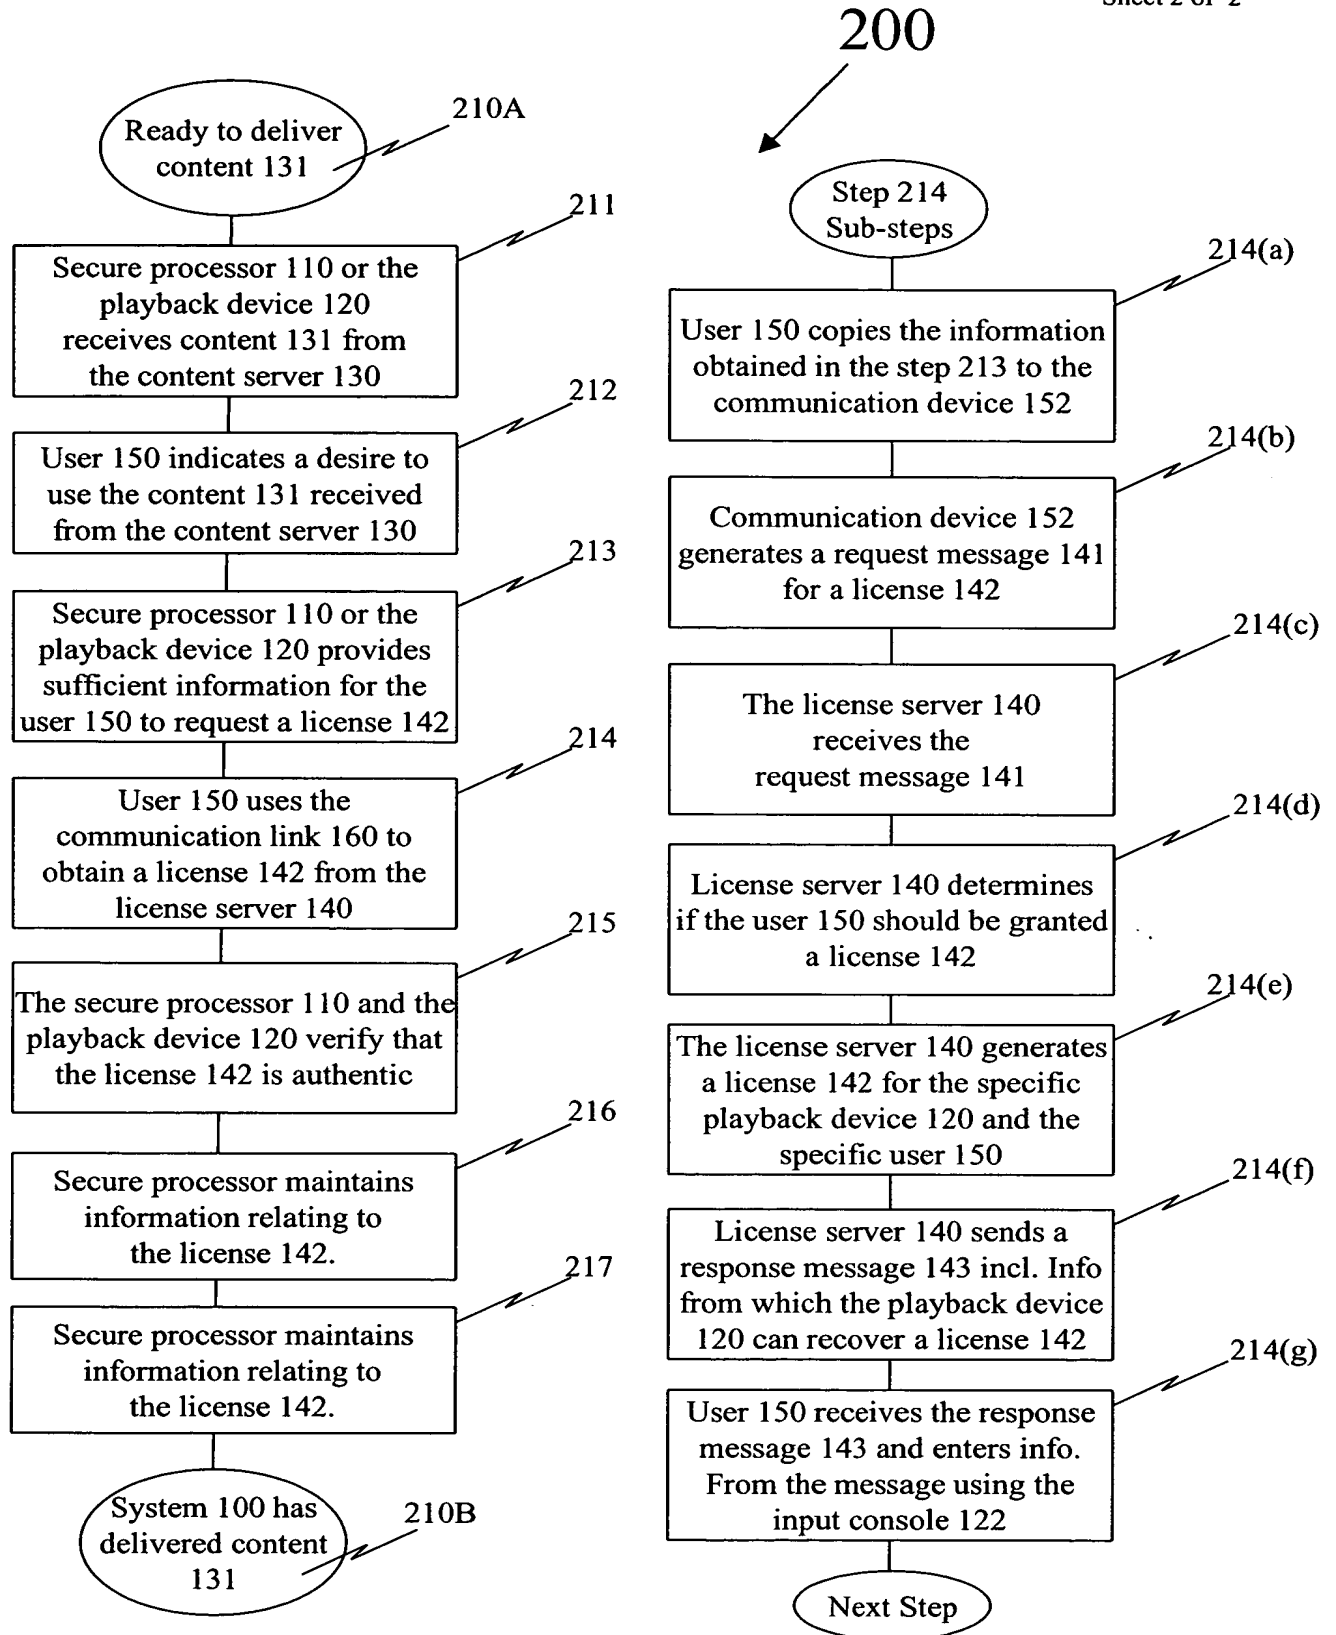 Sheet 2 of 2
200
Ready to deliver
content 131
210A
211
Secure processor 110 or the
playback device 120
receives content 131 from
the content server 130
212
User 150 indicates a desire to
use the content 131 received
from the content server 130
213
Secure processor 110 or the
playback device 120 provides
sufficient information for the
user 150 to request a license 142
214
User 150 uses the
communication link 160 to
obtain a license 142 from the
license server 140
215
The secure processor 110 and the
playback device 120 verify that
the license 142 is authentic
216
Secure processor maintains
information relating to
the license 142.
217
Secure processor maintains
information relating to
the license 142.
System 100 has
delivered content
131
210B
Step 214
Sub-steps
214(a)
User 150 copies the information
obtained in the step 213 to the
communication device 152
214(b)
Communication device 152
generates a request message 141
for a license 142
214(c)
The license server 140
receives the
request message 141
214(d)
License server 140 determines
if the user 150 should be granted
a license 142
214(e)
The license server 140 generates
a license 142 for the specific
playback device 120 and the
specific user 150
214(f)
License server 140 sends a
response message 143 incl. Info
from which the playback device
120 can recover a license 142
214(g)
User 150 receives the response
message 143 and enters info.
From the message using the
input console 122
Next Step